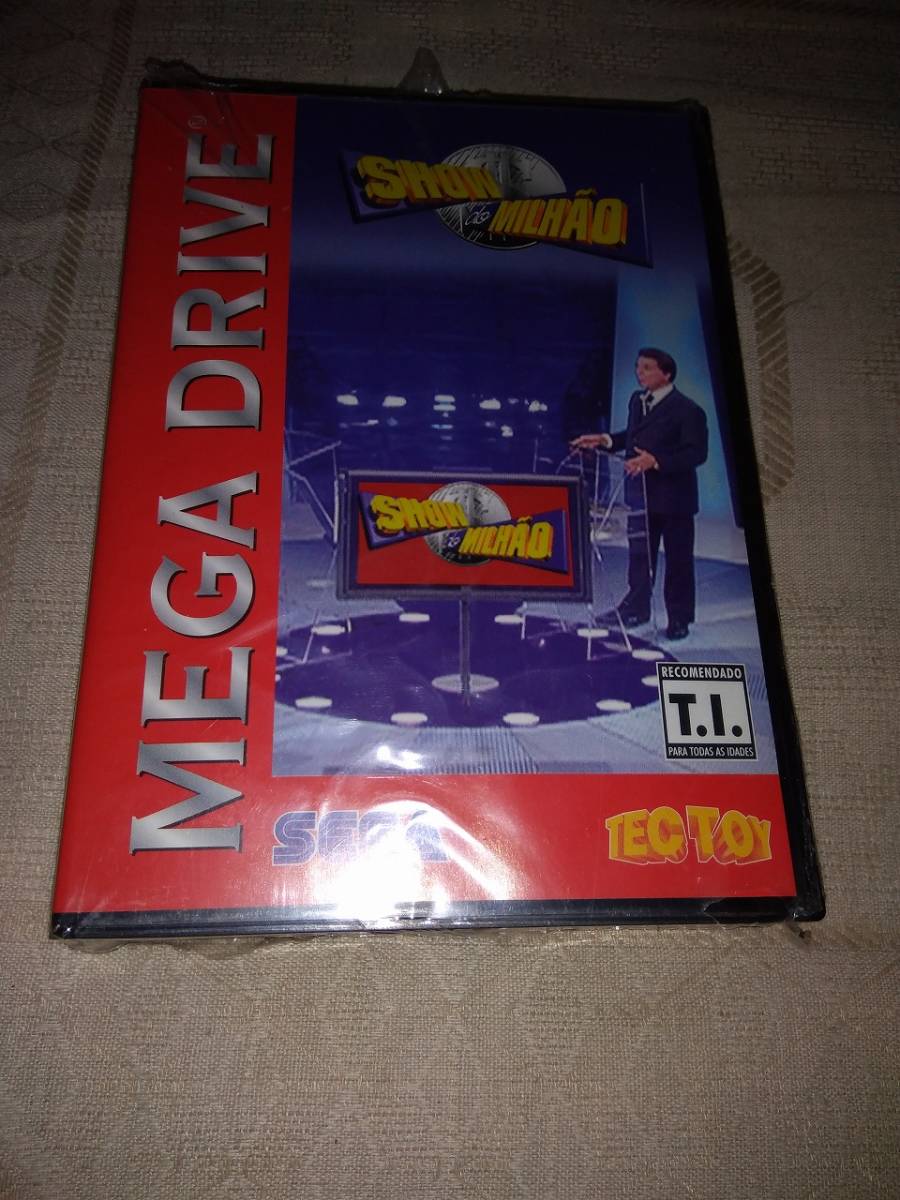 MEGA DRIVE®
SHOW
do
MILHÃO
SHOW
do
MILHÃO
RECOMENDADO
T.I.
PARA TODAS AS IDADES
SEGA
TEC TOY